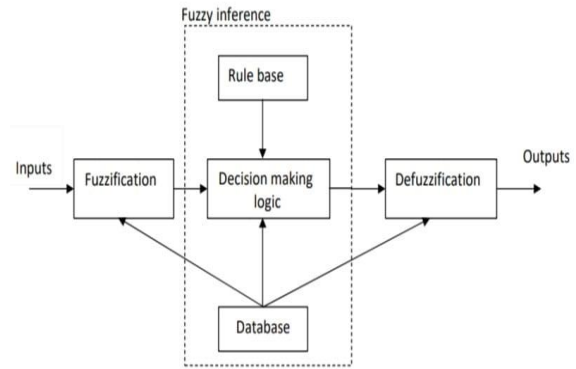 Fuzzy inference
Rule base
Inputs
Fuzzification
Decision making
logic
Defuzzification
Outputs
Database